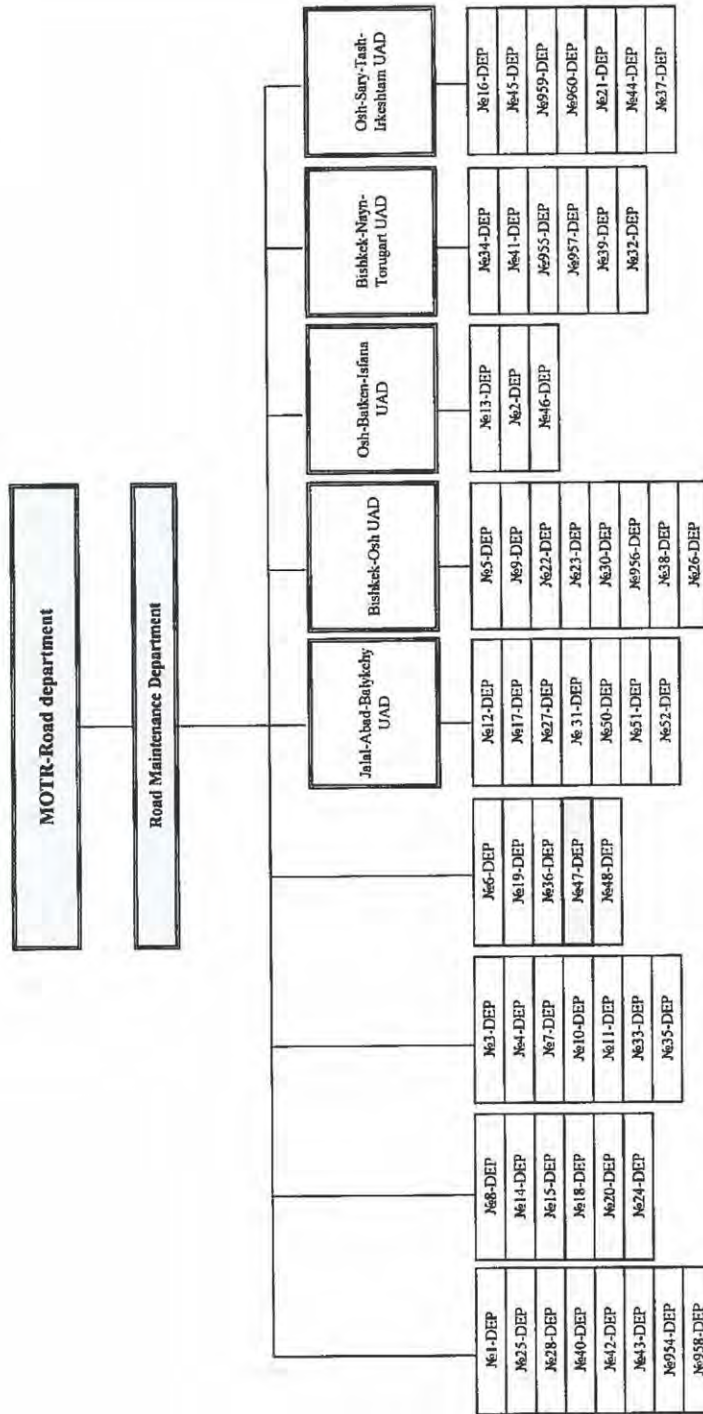 MOTR-Road department
Road Maintenance Department
Jalal-Abad-Balykchy
UAD
Bishkek-Osh UAD
Osh-Batken-Isfana
UAD
Bishkek-Nayn-
Torugart UAD
Osh-Sary-Tash-
Irkeshtam UAD
№1-DEP
№25-DEP
№28-DEP
№40-DEP
№42-DEP
№43-DEP
№954-DEP
№958-DEP
№8-DEP
№14-DEP
№15-DEP
№18-DEP
№20-DEP
№24-DEP
№3-DEP
№4-DEP
№7-DEP
№10-DEP
№11-DEP
№33-DEP
№35-DEP
№6-DEP
№19-DEP
№36-DEP
№47-DEP
№48-DEP
№12-DEP
№17-DEP
№27-DEP
№ 31-DEP
№50-DEP
№51-DEP
№52-DEP
№5-DEP
№9-DEP
№22-DEP
№23-DEP
№30-DEP
№956-DEP
№38-DEP
№26-DEP
№13-DEP
№2-DEP
№46-DEP
№34-DEP
№41-DEP
№955-DEP
№957-DEP
№39-DEP
№32-DEP
№16-DEP
№45-DEP
№959-DEP
№960-DEP
№21-DEP
№44-DEP
№37-DEP